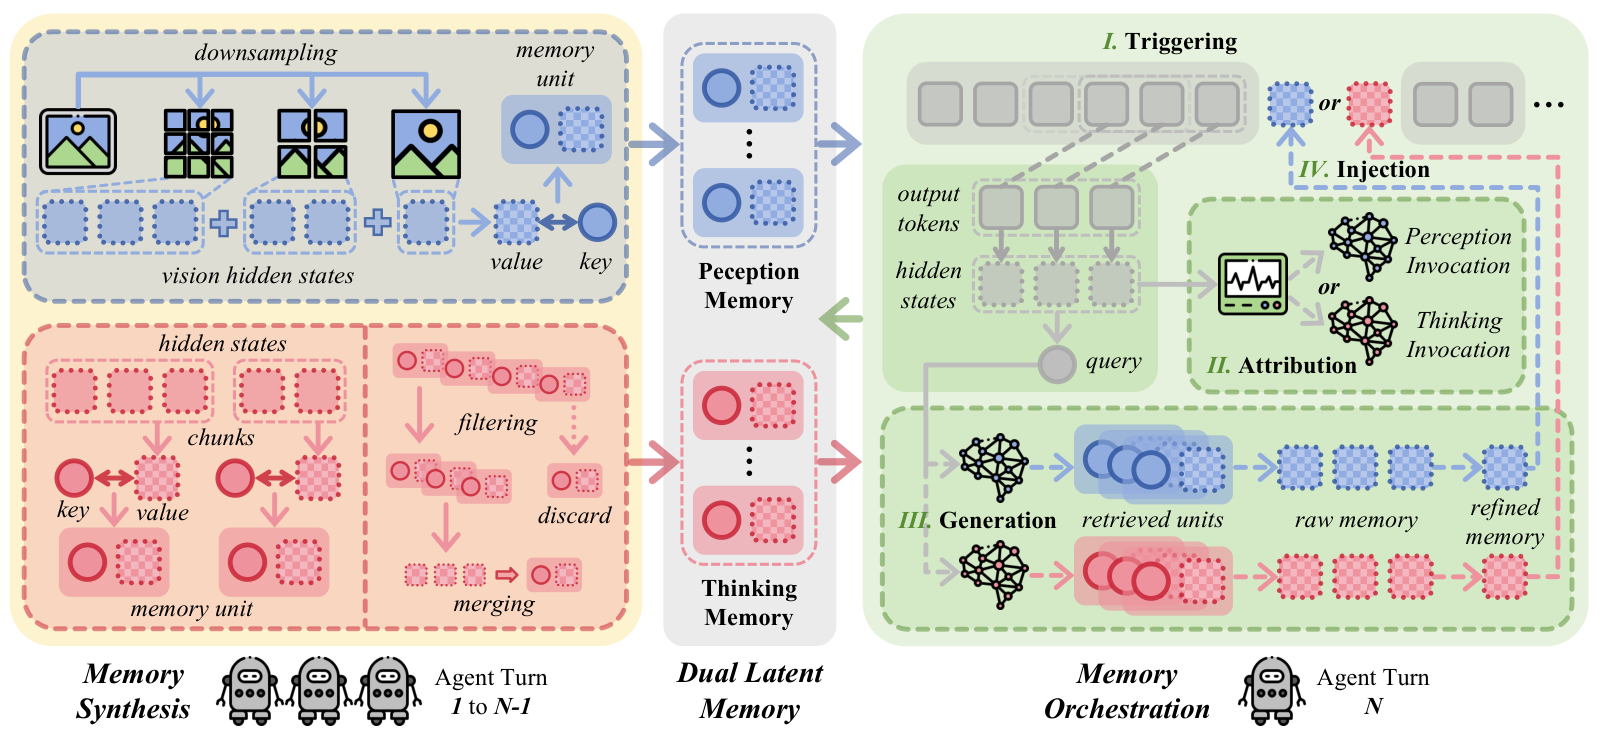 downsampling
memory
unit
vision hidden states
value
key
hidden states
chunks
key
value
memory unit
filtering
discard
merging
Memory
Synthesis
Agent Turn
1 to N-1
Peception
Memory
Thinking
Memory
Dual Latent
Memory
I. Triggering
or
...
output
tokens
hidden
states
query
IV. Injection
Perception
Invocation
or
Thinking
Invocation
II. Attribution
III. Generation
retrieved units
raw memory
refined
memory
Memory
Orchestration
Agent Turn
N